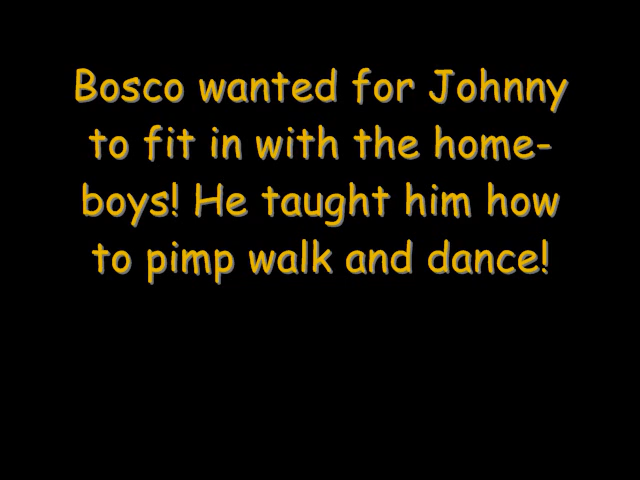 Bosco wanted for Johnny
to fit in with the home-
boys! He taught him how
to pimp walk and dance!